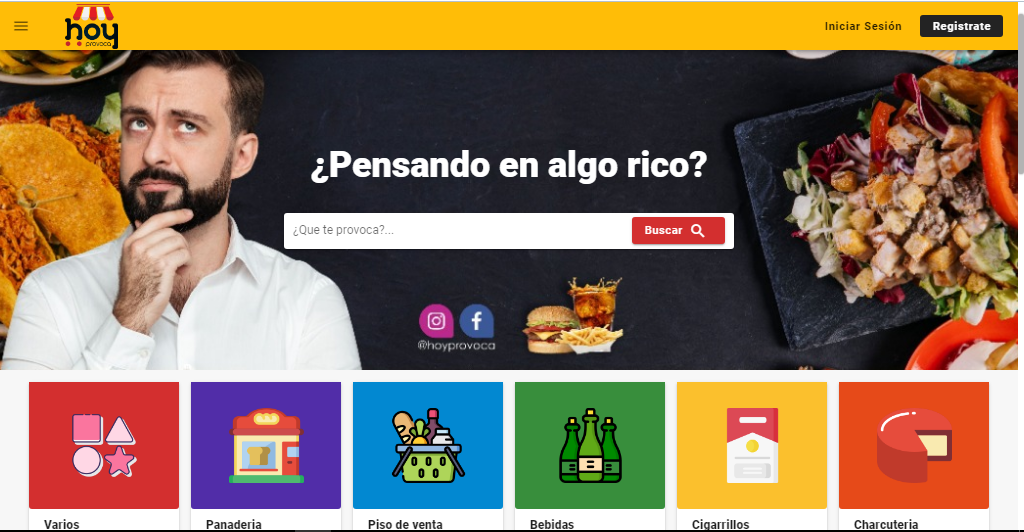 hoy
provoca
Iniciar Sesión
Registrate
¿Pensando en algo rico?
¿Que te provoca?...
Buscar
@hoyprovoca
Varios
Panaderia
Piso de venta
Bebidas
Cigarrillos
Charcuteria